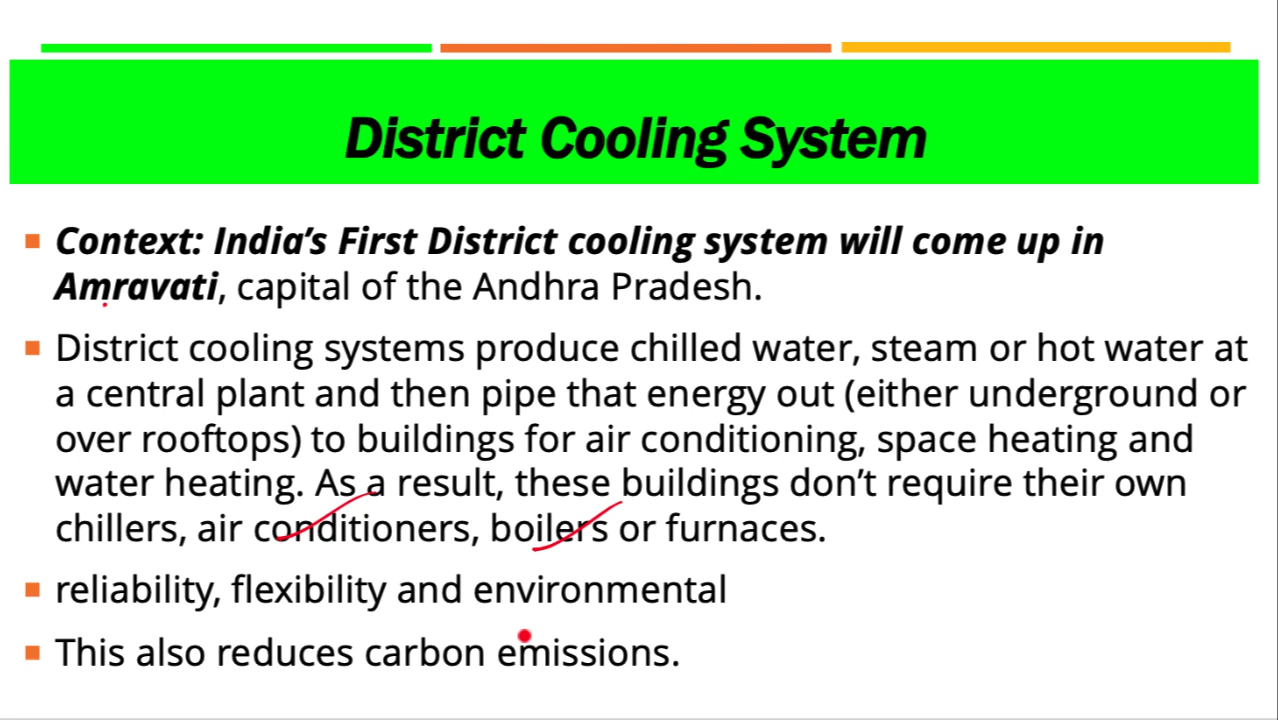 District Cooling System
Context: India’s First District cooling system will come up in
Amravati, capital of the Andhra Pradesh.
District cooling systems produce chilled water, steam or hot water at
a central plant and then pipe that energy out (either underground or
over rooftops) to buildings for air conditioning, space heating and
water heating. As a result, these buildings don’t require their own
chillers, air conditioners, boilers or furnaces.
reliability, flexibility and environmental
This also reduces carbon emissions.